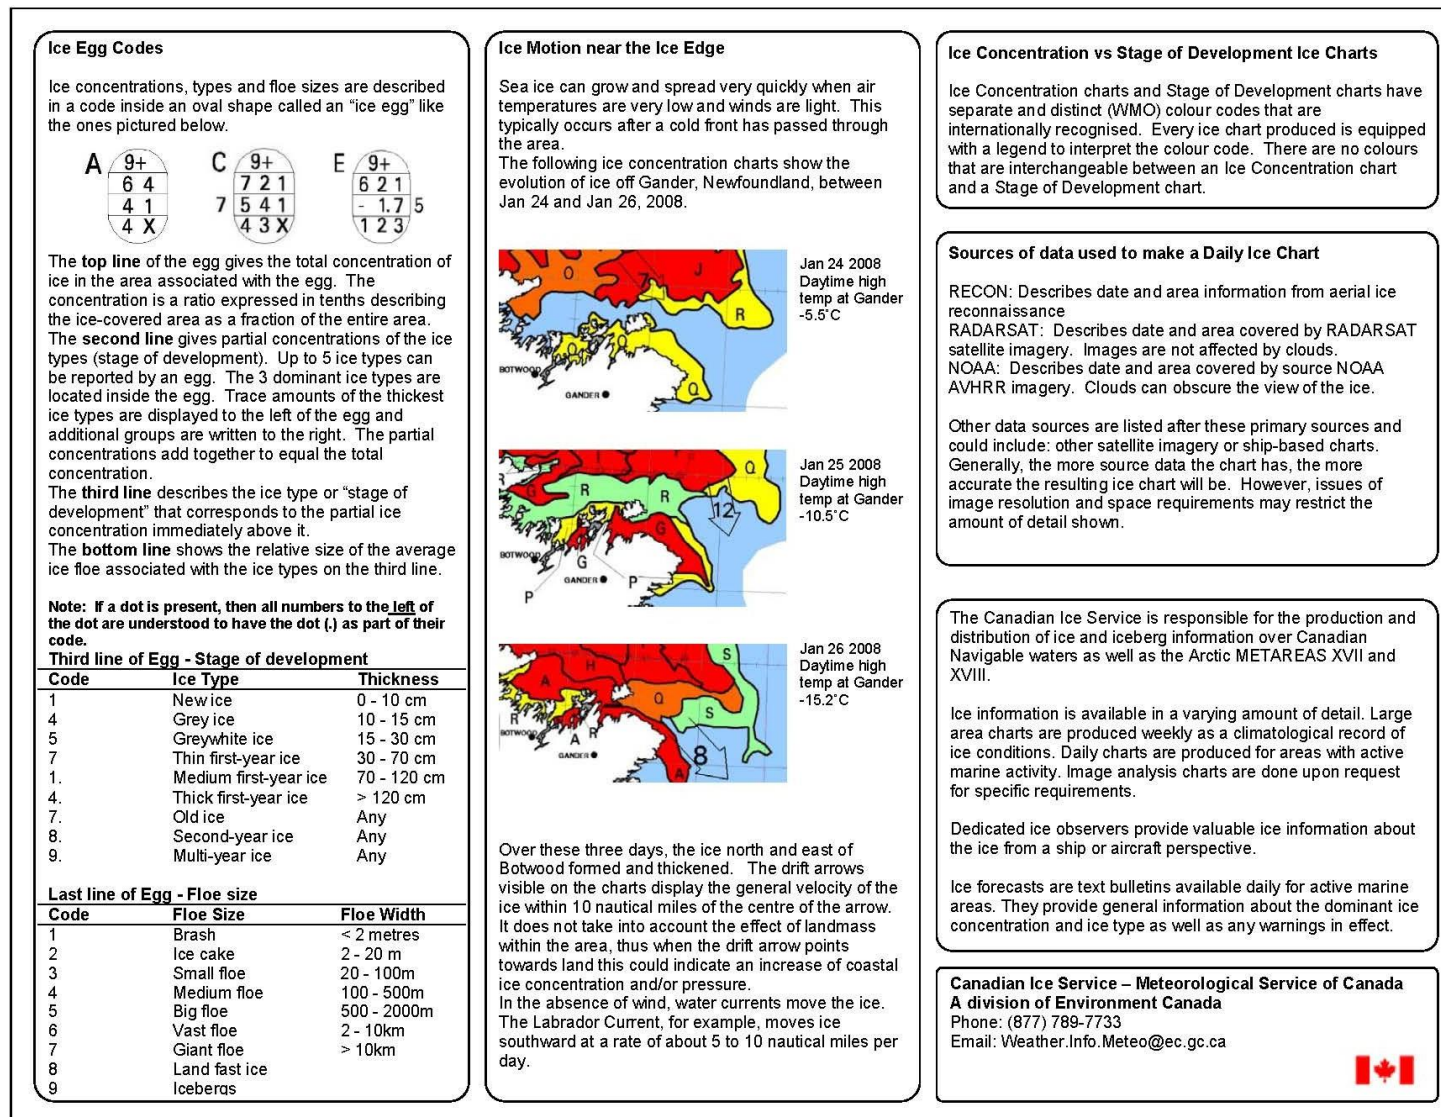 Ice Egg Codes
Ice concentrations, types and floe sizes are described
in a code inside an oval shape called an “ice egg” like
the ones pictured below.
A 9+
6 4
4 1
4 X
C 9+
7 2 1
7 5 4 1
4 3 X
E 9+
6 2 1
- 1.7 5
1 2 3
The top line of the egg gives the total concentration of
ice in the area associated with the egg. The
concentration is a ratio expressed in tenths describing
the ice-covered area as a fraction of the entire area.
The second line gives partial concentrations of the ice
types (stage of development). Up to 5 ice types can
be reported by an egg. The 3 dominant ice types are
located inside the egg. Trace amounts of the thickest
ice types are displayed to the left of the egg and
additional groups are written to the right. The partial
concentrations add together to equal the total
concentration.
The third line describes the ice type or “stage of
development” that corresponds to the partial ice
concentration immediately above it.
The bottom line shows the relative size of the average
ice floe associated with the ice types on the third line.
Note: If a dot is present, then all numbers to the left of
the dot are understood to have the dot (.) as part of their
code.
Third line of Egg - Stage of development
Code Ice Type Thickness
1 New ice 0 - 10 cm
4 Grey ice 10 - 15 cm
5 Greywhite ice 15 - 30 cm
7 Thin first-year ice 30 - 70 cm
1. Medium first-year ice 70 - 120 cm
4. Thick first-year ice > 120 cm
7. Old ice Any
8. Second-year ice Any
9. Multi-year ice Any
Last line of Egg - Floe size
Code Floe Size Floe Width
1 Brash < 2 metres
2 Ice cake 2 - 20 m
3 Small floe 20 - 100m
4 Medium floe 100 - 500m
5 Big floe 500 - 2000m
6 Vast floe 2 - 10km
7 Giant floe > 10km
8 Land fast ice
9 Icebergs
Ice Motion near the Ice Edge
Sea ice can grow and spread very quickly when air
temperatures are very low and winds are light. This
typically occurs after a cold front has passed through
the area.
The following ice concentration charts show the
evolution of ice off Gander, Newfoundland, between
Jan 24 and Jan 26, 2008.
O J
R
Q Q
BOTWOOD
Q
GANDER
Jan 24 2008
Daytime high
temp at Gander
-5.5˚C
Q
G R R
12
G
BOTWOOD
G
GANDER P
P
Jan 25 2008
Daytime high
temp at Gander
-10.5˚C
S
H
A
Q
S
R
BOTWOOD
A R
GANDER
8
A
Jan 26 2008
Daytime high
temp at Gander
-15.2˚C
Over these three days, the ice north and east of
Botwood formed and thickened. The drift arrows
visible on the charts display the general velocity of the
ice within 10 nautical miles of the centre of the arrow.
It does not take into account the effect of landmass
within the area, thus when the drift arrow points
towards land this could indicate an increase of coastal
ice concentration and/or pressure.
In the absence of wind, water currents move the ice.
The Labrador Current, for example, moves ice
southward at a rate of about 5 to 10 nautical miles per
day.
Ice Concentration vs Stage of Development Ice Charts
Ice Concentration charts and Stage of Development charts have
separate and distinct (WMO) colour codes that are
internationally recognised. Every ice chart produced is equipped
with a legend to interpret the colour code. There are no colours
that are interchangeable between an Ice Concentration chart
and a Stage of Development chart.
Sources of data used to make a Daily Ice Chart
RECON: Describes date and area information from aerial ice
reconnaissance
RADARSAT: Describes date and area covered by RADARSAT
satellite imagery. Images are not affected by clouds.
NOAA: Describes date and area covered by source NOAA
AVHRR imagery. Clouds can obscure the view of the ice.
Other data sources are listed after these primary sources and
could include: other satellite imagery or ship-based charts.
Generally, the more source data the chart has, the more
accurate the resulting ice chart will be. However, issues of
image resolution and space requirements may restrict the
amount of detail shown.
The Canadian Ice Service is responsible for the production and
distribution of ice and iceberg information over Canadian
Navigable waters as well as the Arctic METAREAS XVII and
XVIII.
Ice information is available in a varying amount of detail. Large
area charts are produced weekly as a climatological record of
ice conditions. Daily charts are produced for areas with active
marine activity. Image analysis charts are done upon request
for specific requirements.
Dedicated ice observers provide valuable ice information about
the ice from a ship or aircraft perspective.
Ice forecasts are text bulletins available daily for active marine
areas. They provide general information about the dominant ice
concentration and ice type as well as any warnings in effect.
Canadian Ice Service – Meteorological Service of Canada
A division of Environment Canada
Phone: (877) 789-7733
Email: Weather.Info.Meteo@ec.gc.ca